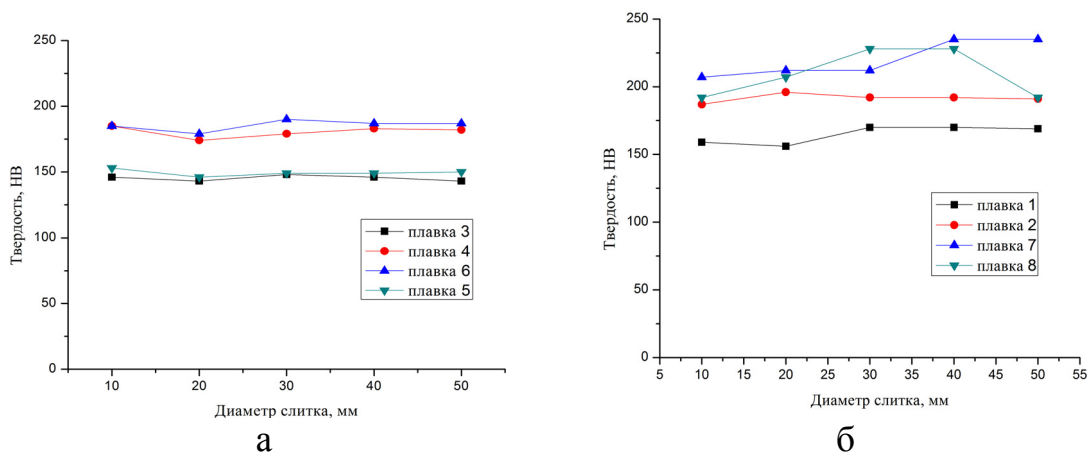 250
200
150
100
50
0
Твердость, HB
10 20 30 40 50
Диаметр слитка, мм
плавка 3
плавка 4
плавка 6
плавка 5
а
250
200
150
100
50
0
Твердость, HB
5 10 15 20 25 30 35 40 45 50 55
Диаметр слитка, мм
плавка 1
плавка 2
плавка 7
плавка 8
б